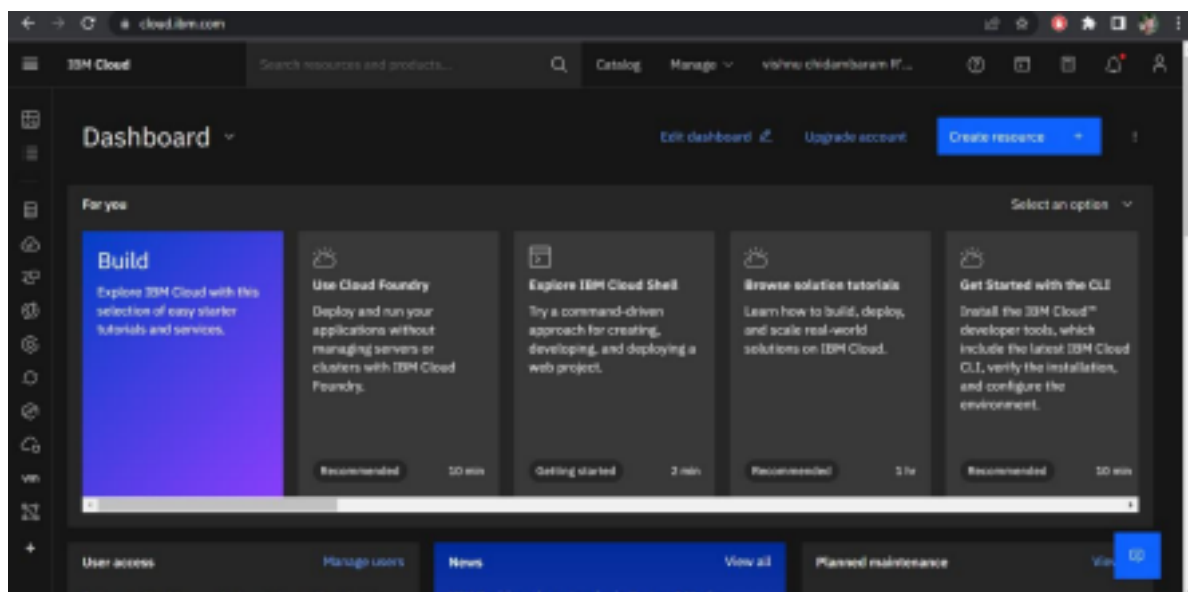 cloud.ibm.com
IBM Cloud
Search resources and products...
Catalog
Manage
vishnu chidambaram
Dashboard
Edit dashboard
Upgrade account
Create resource +
For you
Select an option
Build
Explore IBM Cloud with this
selection of easy starter
tutorials and services.
Use Cloud Foundry
Deploy and run your
applications without
managing servers or
clusters with IBM Cloud
Foundry.
Recommended
10 min
Explore IBM Cloud Shell
Try a command-driven
approach for creating,
developing, and deploying a
web project.
Getting started
2 min
Browse solution tutorials
Learn how to build, deploy,
and scale real-world
solutions on IBM Cloud.
Recommended
1 hr
Get Started with the CLI
Install the IBM Cloud™
developer tools, which
include the latest IBM Cloud
CLI, verify the installation,
and configure the
environment.
Recommended
10 min
User access
Manage users
News
View all
Planned maintenance